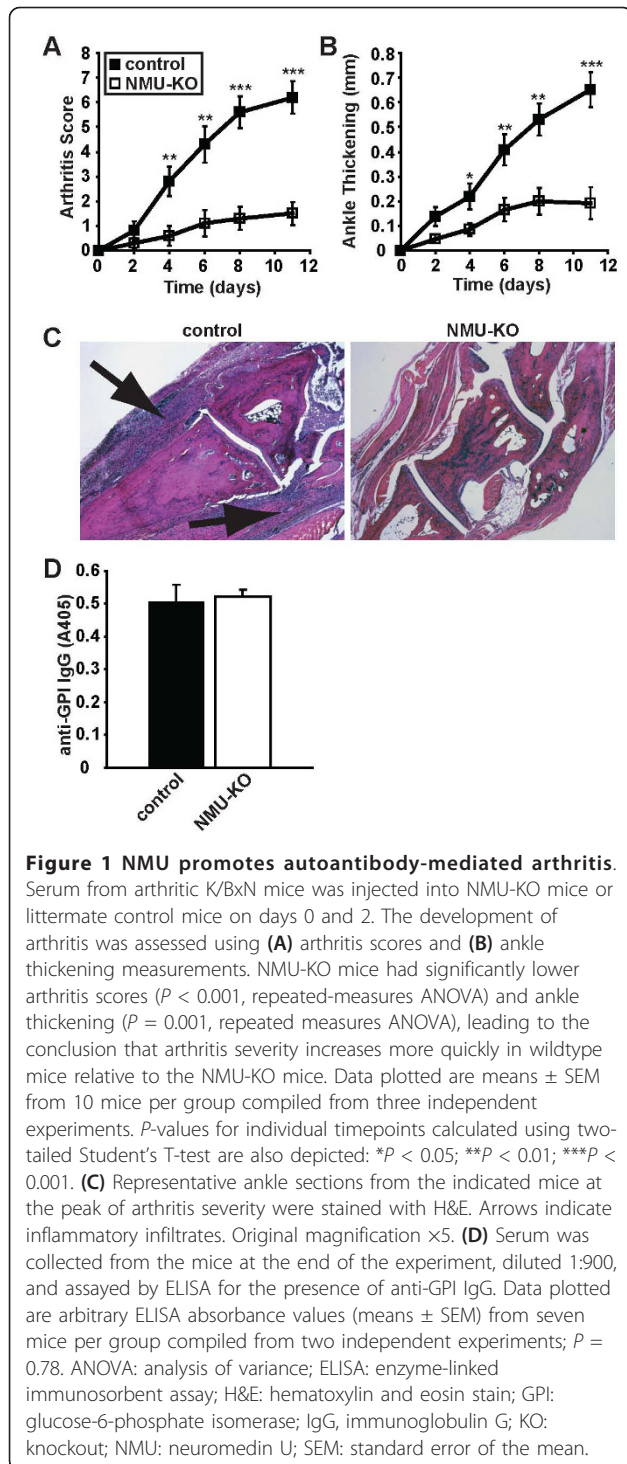 A
control
NMU-KO
***
***
**
**
Arthritis Score
8
7
6
5
4
3
2
1
0
0 2 4 6 8 10 12
Time (days)
B
***
**
**
*
Ankle Thickening (mm)
0.8
0.7
0.6
0.5
0.4
0.3
0.2
0.1
0
0 2 4 6 8 10 12
Time (days)
C
control
NMU-KO
D
anti-GPI IgG (A405)
0.6
0.5
0.4
0.3
0.2
0.1
0
control
NMU-KO
Figure 1 NMU promotes autoantibody-mediated arthritis.
Serum from arthritic K/BxN mice was injected into NMU-KO mice or
littermate control mice on days 0 and 2. The development of
arthritis was assessed using (A) arthritis scores and (B) ankle
thickening measurements. NMU-KO mice had significantly lower
arthritis scores (P < 0.001, repeated-measures ANOVA) and ankle
thickening (P = 0.001, repeated measures ANOVA), leading to the
conclusion that arthritis severity increases more quickly in wildtype
mice relative to the NMU-KO mice. Data plotted are means ± SEM
from 10 mice per group compiled from three independent
experiments. P-values for individual timepoints calculated using two-
tailed Student's T-test are also depicted: *P < 0.05; **P < 0.01; ***P <
0.001. (C) Representative ankle sections from the indicated mice at
the peak of arthritis severity were stained with H&E. Arrows indicate
inflammatory infiltrates. Original magnification ×5. (D) Serum was
collected from the mice at the end of the experiment, diluted 1:900,
and assayed by ELISA for the presence of anti-GPI IgG. Data plotted
are arbitrary ELISA absorbance values (means ± SEM) from seven
mice per group compiled from two independent experiments; P =
0.78. ANOVA: analysis of variance; ELISA: enzyme-linked
immunosorbent assay; H&E: hematoxylin and eosin stain; GPI:
glucose-6-phosphate isomerase; IgG, immunoglobulin G; KO:
knockout; NMU: neuromedin U; SEM: standard error of the mean.